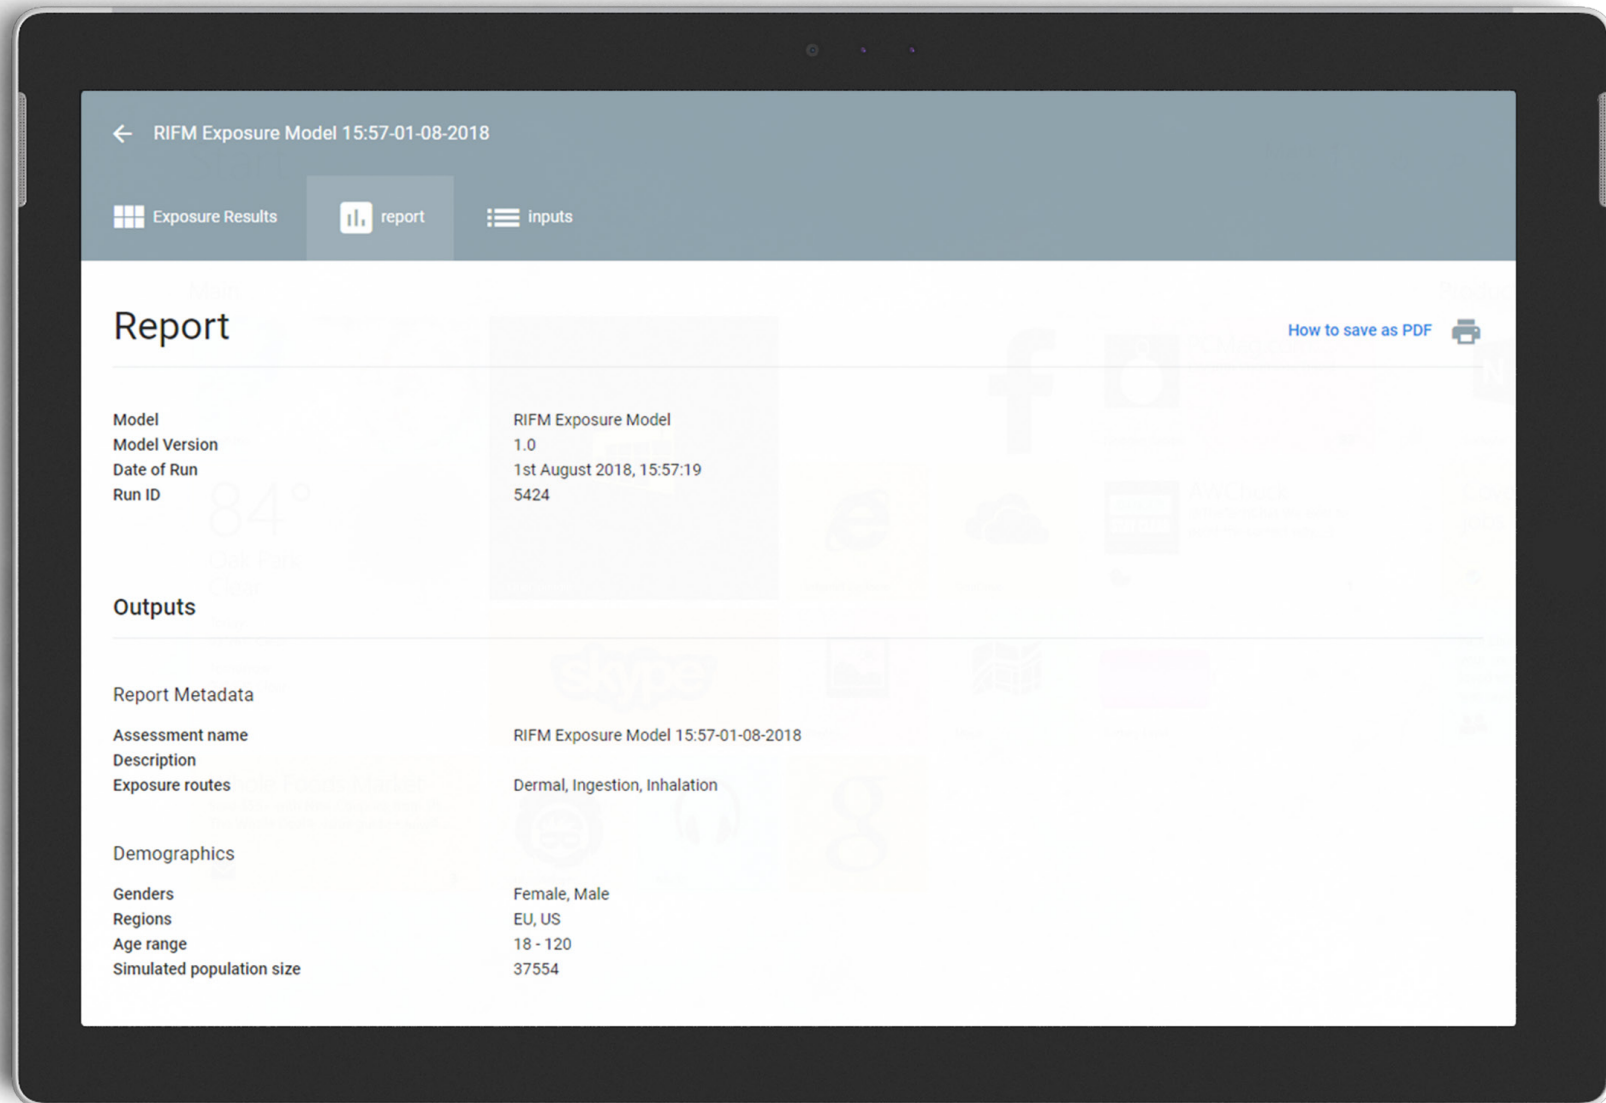 RIFM Exposure Model 15:57-01-08-2018
Exposure Results report inputs
Report
How to save as PDF
Model RIFM Exposure Model
Model Version 1.0
Date of Run 1st August 2018, 15:57:19
Run ID 5424
84°
Outputs
skype
Report Metadata
Assessment name RIFM Exposure Model 15:57-01-08-2018
Description
Exposure routes Dermal, Ingestion, Inhalation
Demographics
Genders Female, Male
Regions EU, US
Age range 18 - 120
Simulated population size 37554